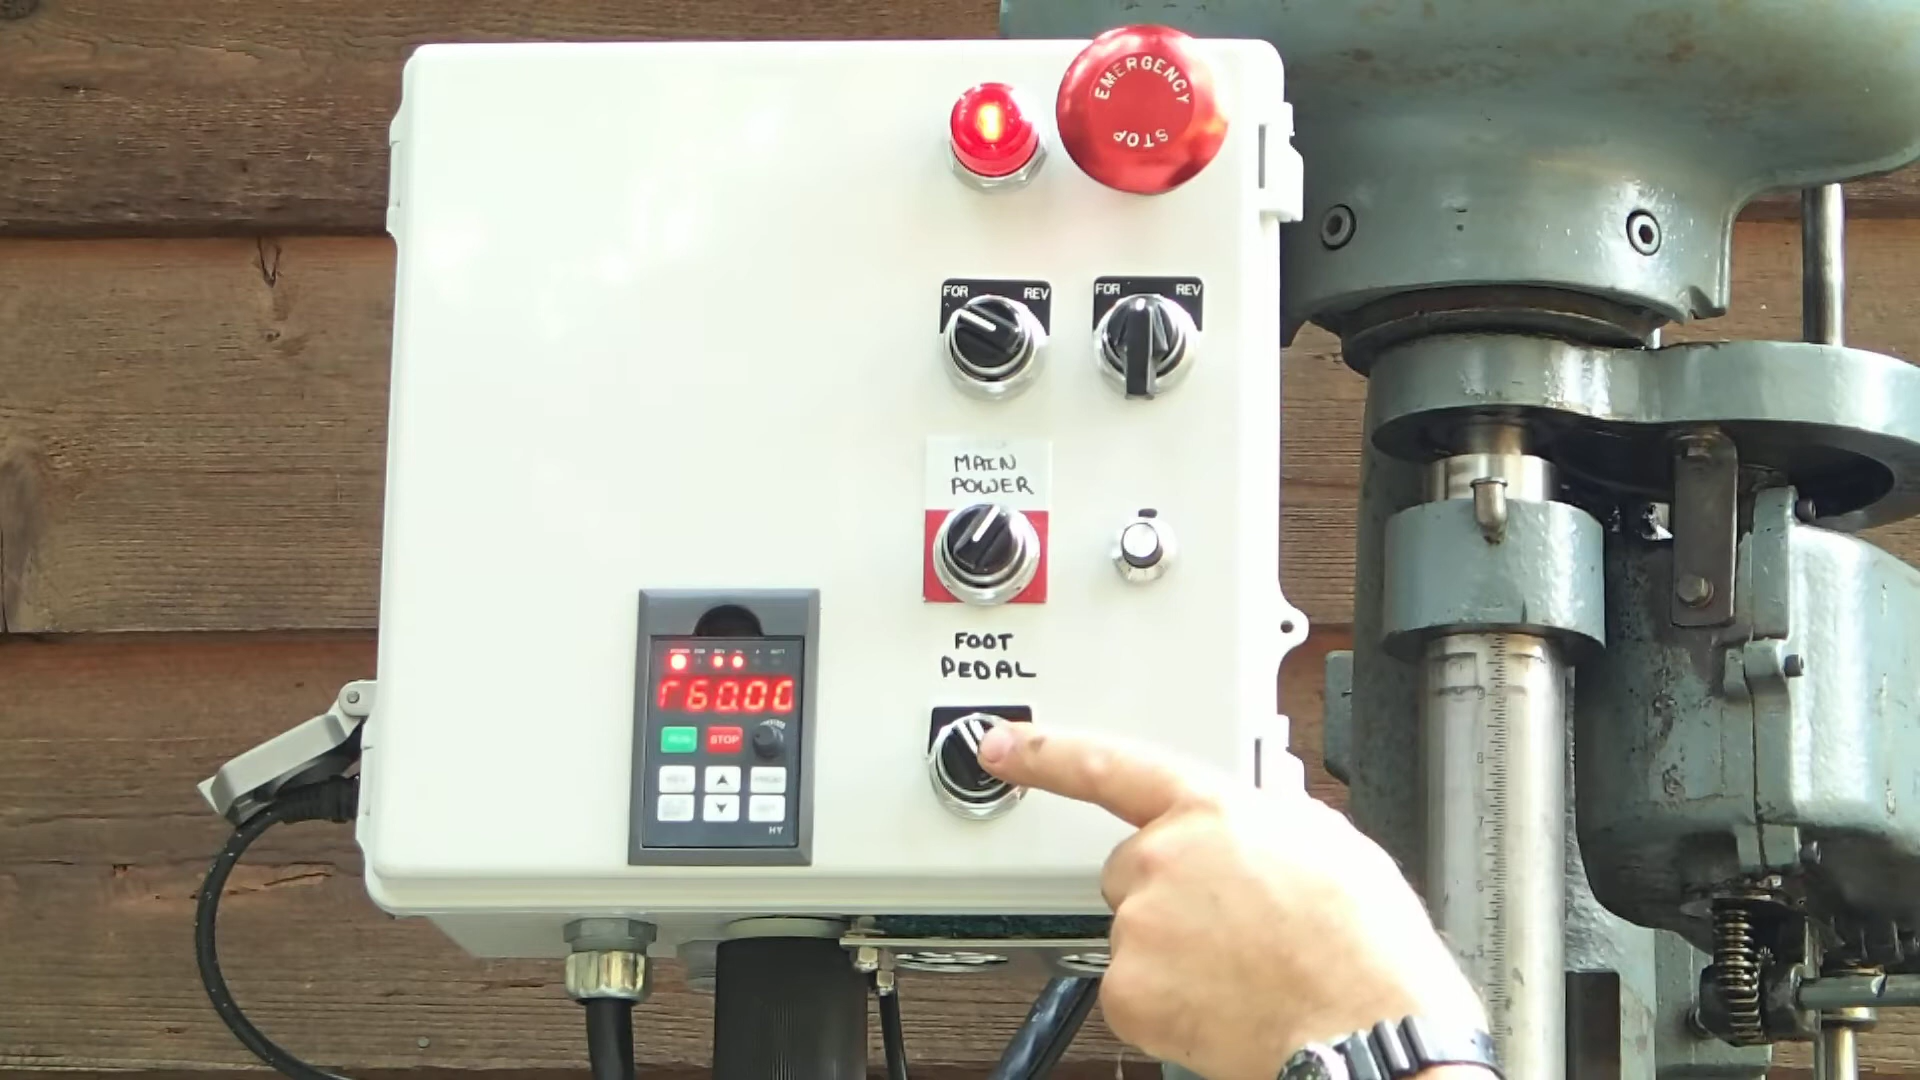 EMERGENCY
STOP
FOR REV
FOR REV
MAIN
POWER
FOOT
PEDAL
r60.00
RUN STOP
HY